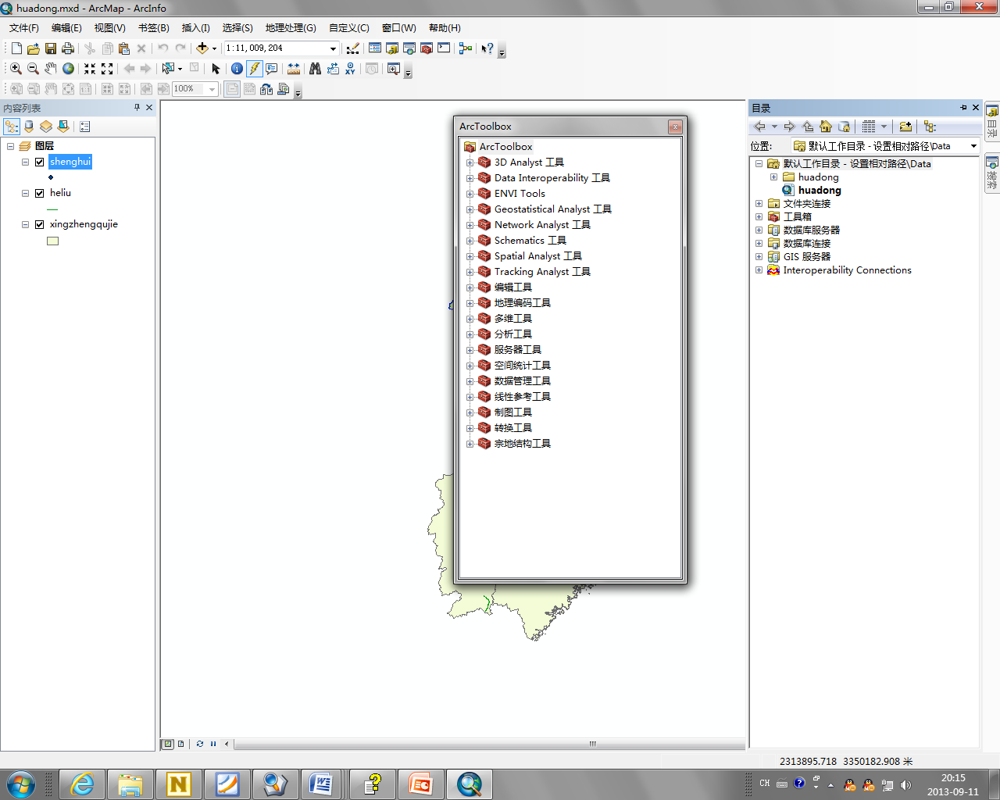 huadong.mxd - ArcMap - ArcInfo
文件(F) 编辑(E) 视图(V) 书签(B) 插入(I) 选择(S) 地理处理(G) 自定义(C) 窗口(W) 帮助(H)
1:11,009,204
100%
内容列表
图层
shenghui
heliu
xingzhengqujie
ArcToolbox
ArcToolbox
3D Analyst 工具
Data Interoperability 工具
ENVI Tools
Geostatistical Analyst 工具
Network Analyst 工具
Schematics 工具
Spatial Analyst 工具
Tracking Analyst 工具
编辑工具
地理编码工具
多维工具
分析工具
服务器工具
空间统计工具
数据管理工具
线性参考工具
制图工具
转换工具
宗地结构工具
目录
位置: 默认工作目录 - 设置相对路径\Data
默认工作目录 - 设置相对路径\Data
huadong
huadong
文件夹连接
工具箱
数据库服务器
数据库连接
GIS 服务器
Interoperability Connections
目录
搜索
2313895.718 3350182.908 米
CH
20:15
2013-09-11